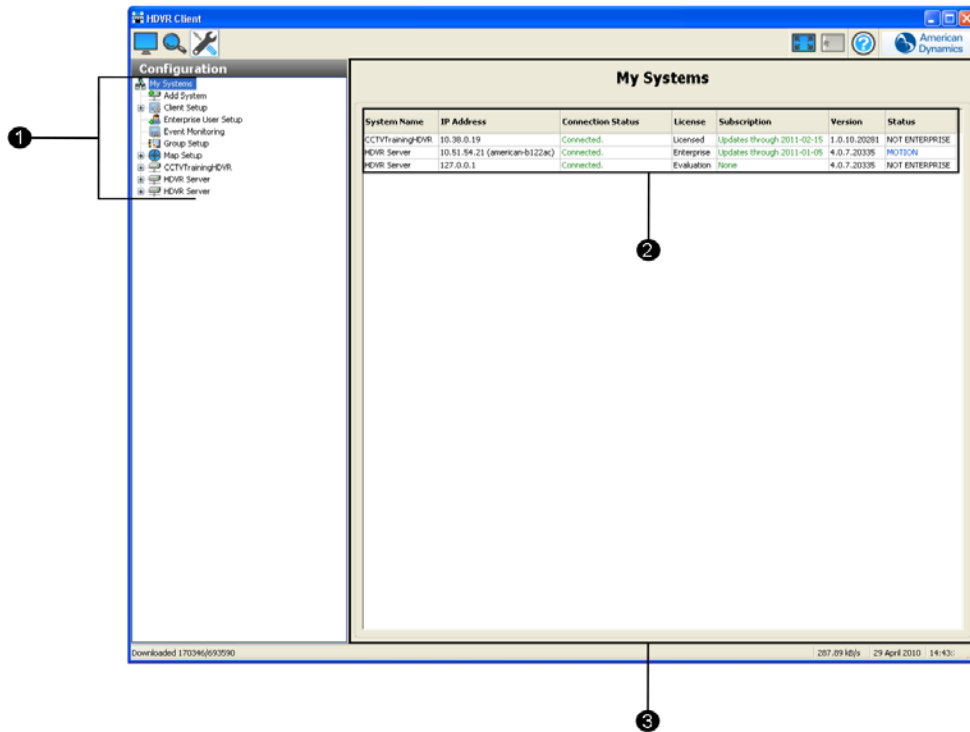 HDVR Client
American
Dynamics
Configuration
My Systems
Add System
Client Setup
Enterprise User Setup
Event Monitoring
Group Setup
Map Setup
CCTVTrainingHDVR
HDVR Server
HDVR Server
1
My Systems
System Name IP Address Connection Status License Subscription Version Status
CCTVTrainingHDVR 10.38.0.19 Connected. Licensed Updates through 2011-02-15 1.0.10.20281 NOT ENTERPRISE
HDVR Server 10.51.54.21 (american-b122ac) Connected. Enterprise Updates through 2011-01-05 4.0.7.20335 MOTION
HDVR Server 127.0.0.1 Connected. Evaluation None 4.0.7.20335 NOT ENTERPRISE
2
Downloaded 170346/693590 287.89 kB/s 29 April 2010 14:43:
3